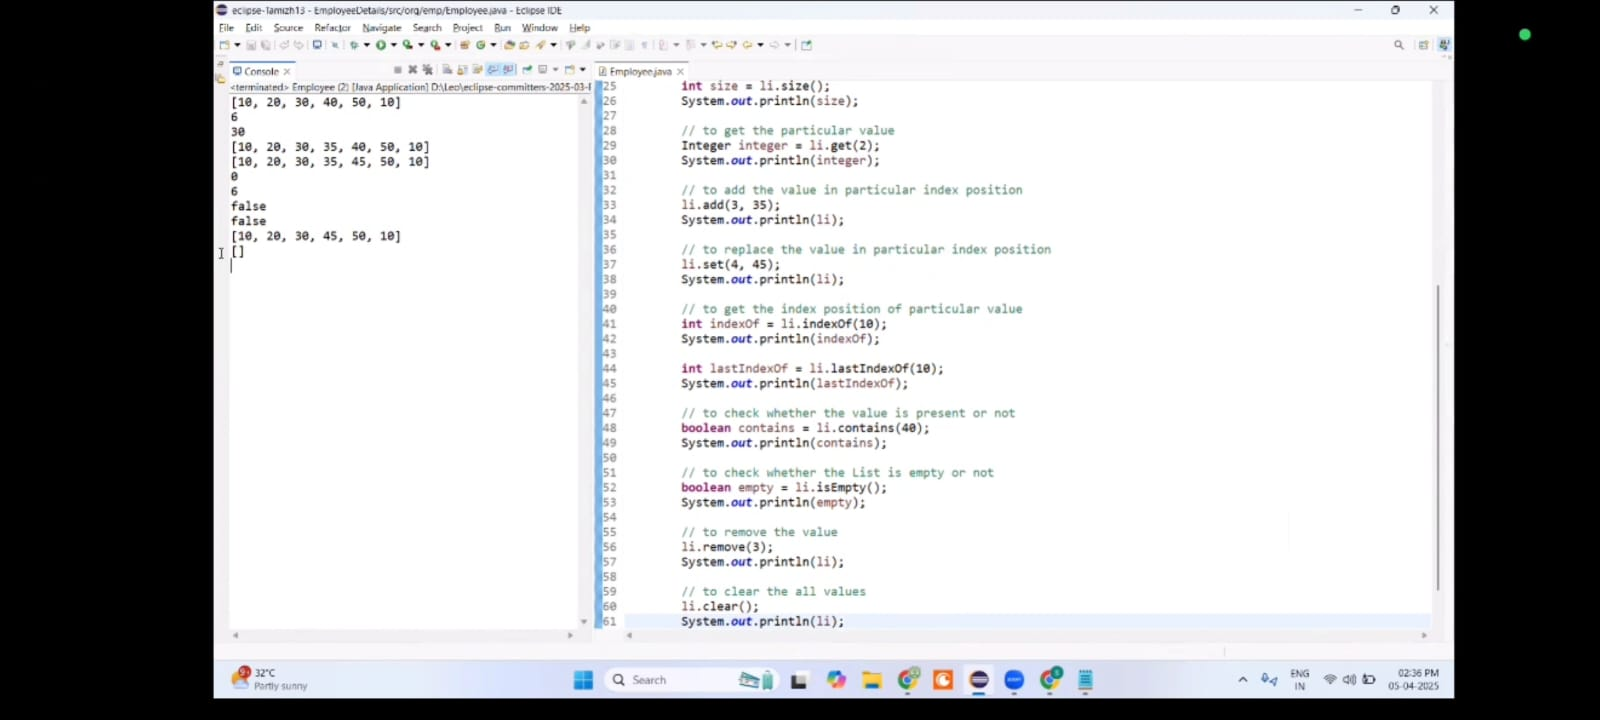 eclipse-Tamizh13 - EmployeeDetails/src/org/emp/Employee.java - Eclipse IDE
File Edit Source Refactor Navigate Search Project Run Window Help
Console
<terminated> Employee (2) [Java Application] D:\Leo\eclipse-committers-2025-03-
[10, 20, 30, 40, 50, 10]
6
30
[10, 20, 30, 35, 40, 50, 10]
[10, 20, 30, 35, 45, 50, 10]
0
6
false
false
[10, 20, 30, 45, 50, 10]
[]
Employee.java
25 int size = li.size();
26 System.out.println(size);
27
28 // to get the particular value
29 Integer integer = li.get(2);
30 System.out.println(integer);
31
32 // to add the value in particular index position
33 li.add(3, 35);
34 System.out.println(li);
35
36 // to replace the value in particular index position
37 li.set(4, 45);
38 System.out.println(li);
39
40 // to get the index position of particular value
41 int indexOf = li.indexOf(10);
42 System.out.println(indexOf);
43
44 int lastIndexOf = li.lastIndexOf(10);
45 System.out.println(lastIndexOf);
46
47 // to check whether the value is present or not
48 boolean contains = li.contains(40);
49 System.out.println(contains);
50
51 // to check whether the List is empty or not
52 boolean empty = li.isEmpty();
53 System.out.println(empty);
54
55 // to remove the value
56 li.remove(3);
57 System.out.println(li);
58
59 // to clear the all values
60 li.clear();
61 System.out.println(li);
9+
32°C
Partly sunny
Search
ENG
IN
02:36 PM
05-04-2025